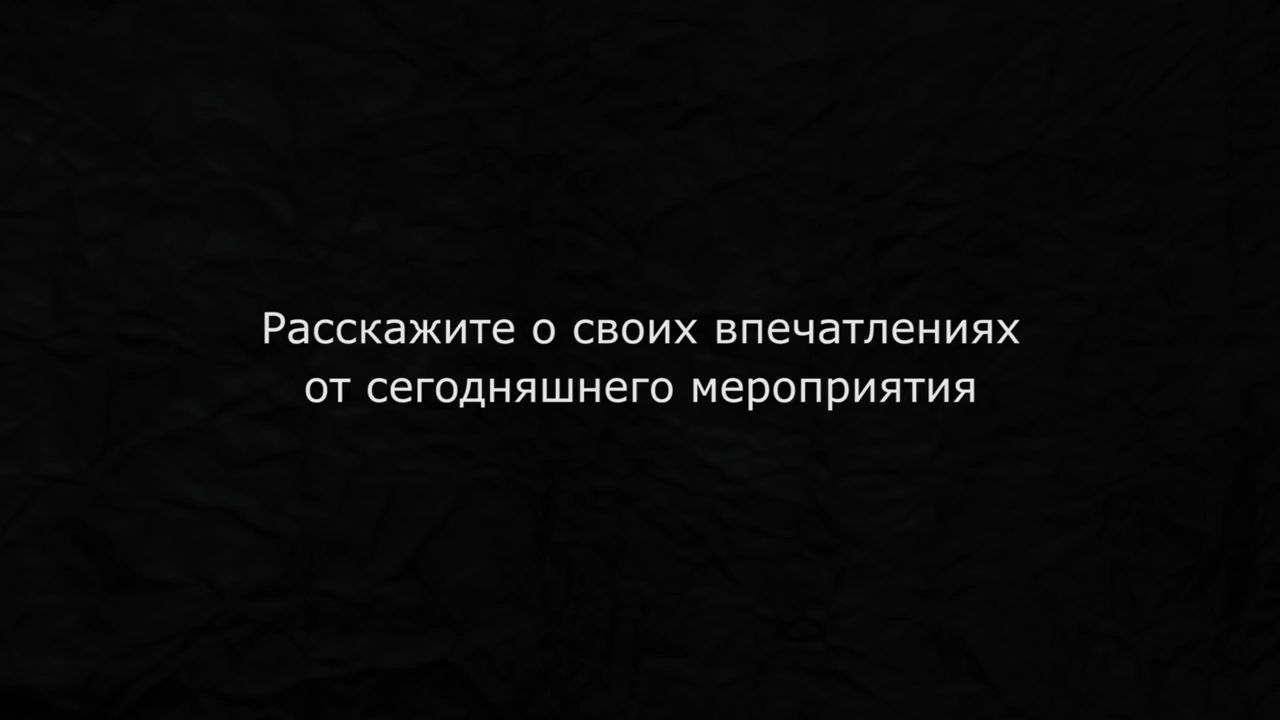 Расскажите о своих впечатлениях
от сегодняшнего мероприятия